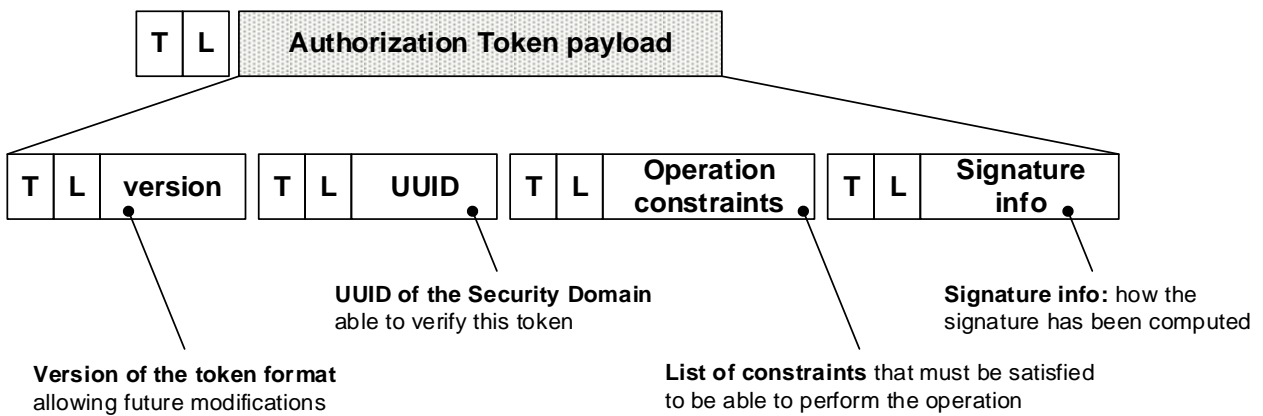 T L Authorization Token payload
T L version T L UUID T L Operation constraints T L Signature info
UUID of the Security Domain
able to verify this token
Signature info: how the
signature has been computed
Version of the token format
allowing future modifications
List of constraints that must be satisfied
to be able to perform the operation